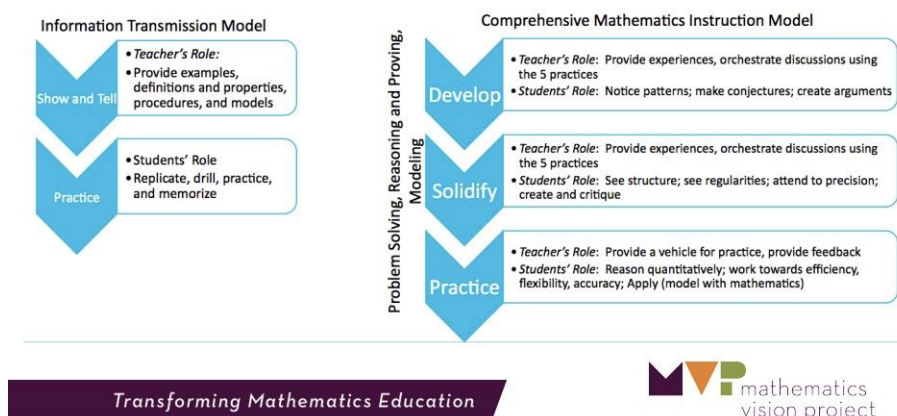 Information Transmission Model
Show and Tell
• Teacher's Role:
• Provide examples,
definitions and properties,
procedures, and models
Practice
• Students' Role
• Replicate, drill, practice,
and memorize
Comprehensive Mathematics Instruction Model
Problem Solving, Reasoning and Proving,
Modeling
Develop
• Teacher's Role: Provide experiences, orchestrate discussions using
the 5 practices
• Students' Role: Notice patterns; make conjectures; create arguments
Solidify
• Teacher's Role: Provide experiences, orchestrate discussions using
the 5 practices
• Students' Role: See structure; see regularities; attend to precision;
create and critique
Practice
• Teacher's Role: Provide a vehicle for practice, provide feedback
• Students' Role: Reason quantitatively; work towards efficiency,
flexibility, accuracy; Apply (model with mathematics)
Transforming Mathematics Education
MVP
mathematics
vision project